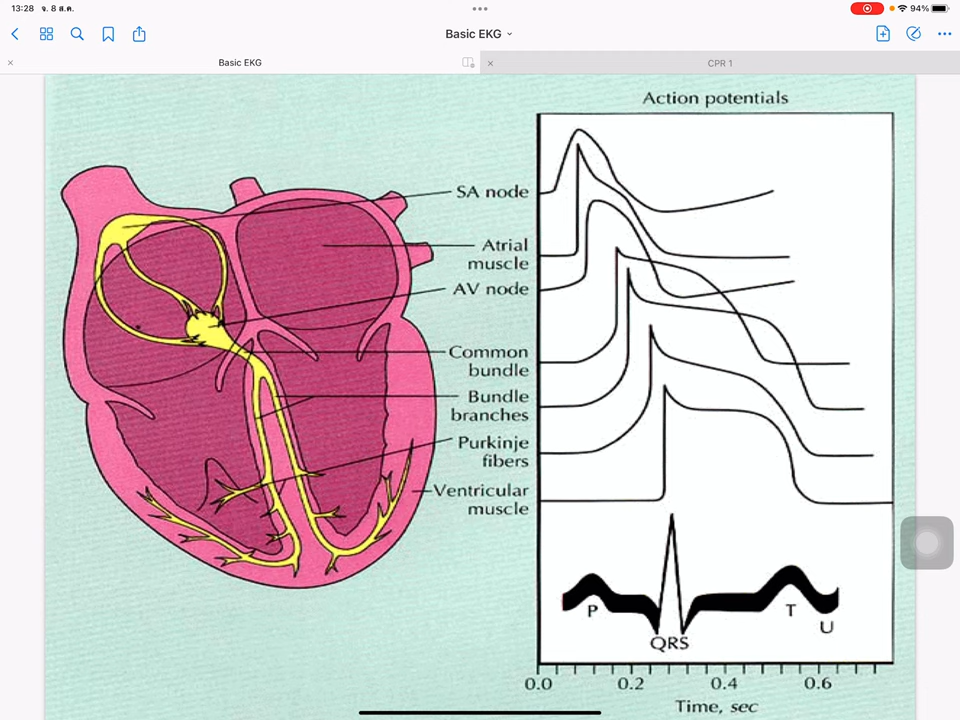 13:28 จ. 8 ส.ค.
94%
Basic EKG
Basic EKG
CPR 1
Action potentials
SA node
Atrial
muscle
AV node
Common
bundle
Bundle
branches
Purkinje
fibers
Ventricular
muscle
P
T
U
QRS
0.0 0.2 0.4 0.6
Time, sec